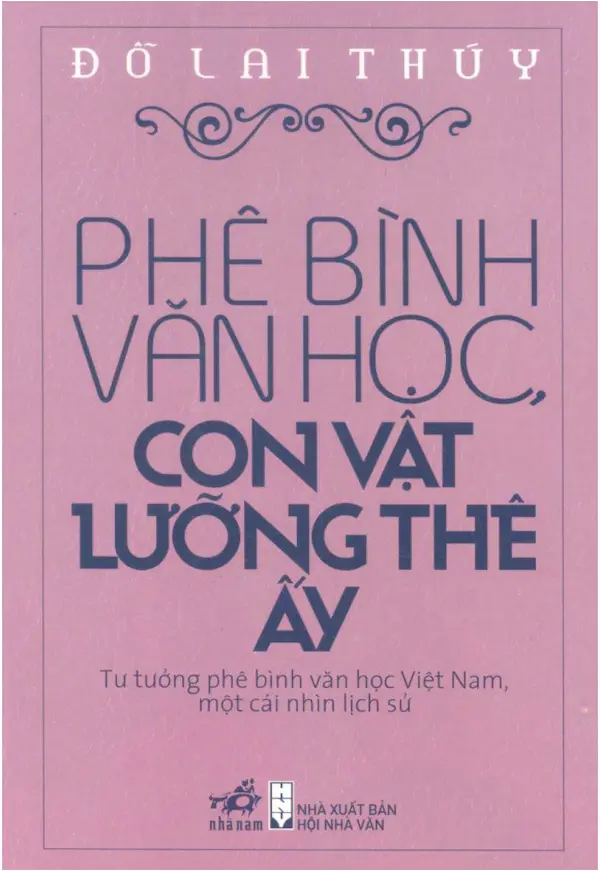 ĐỖ LAI THÚY
PHÊ BÌNH
VĂN HỌC,
CON VẬT
LƯỠNG THÊ
ẤY
Tư tưởng phê bình văn học Việt Nam,
một cái nhìn lịch sử
nhã nam
HNV
NHÀ XUẤT BẢN
HỘI NHÀ VĂN